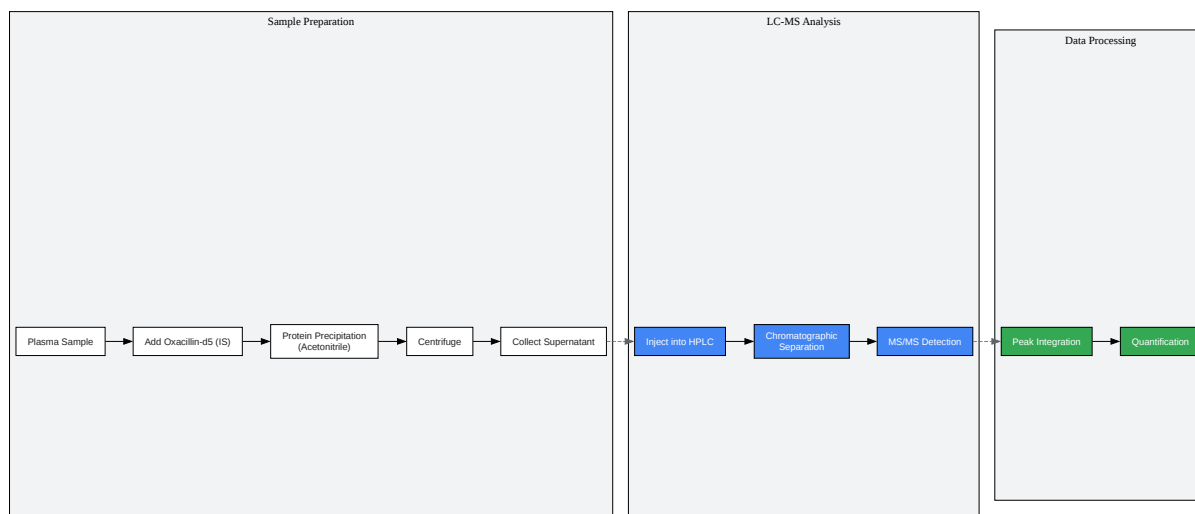 Sample Preparation
Plasma Sample
Add Oxacillin-d5 (IS)
Protein Precipitation
(Acetonitrile)
Centrifuge
Collect Supernatant
LC-MS Analysis
Inject into HPLC
Chromatographic
Separation
MS/MS Detection
Data Processing
Peak Integration
Quantification